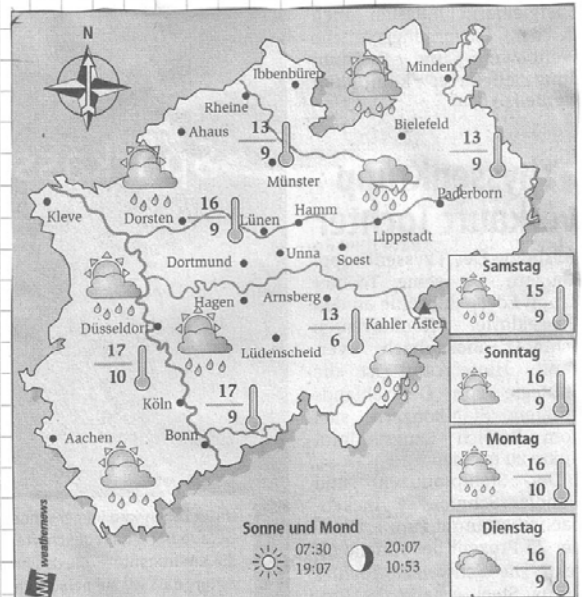 N
Ibbenbüren
Minden
Rheine
Ahaus
13
9
Bielefeld
13
9
Münster
Paderborn
Kleve
Dorsten
16
9
Lünen
Hamm
Lippstadt
Dortmund
Unna
Soest
Hagen
Arnsberg
13
6
Kahler Asten
Düsseldorf
Lüdenscheid
17
10
Köln
17
9
Aachen
Bonn
Samstag
15
9
Sonntag
16
9
Montag
16
10
Dienstag
16
9
Sonne und Mond
07:30
19:07
20:07
10:53
weathernews